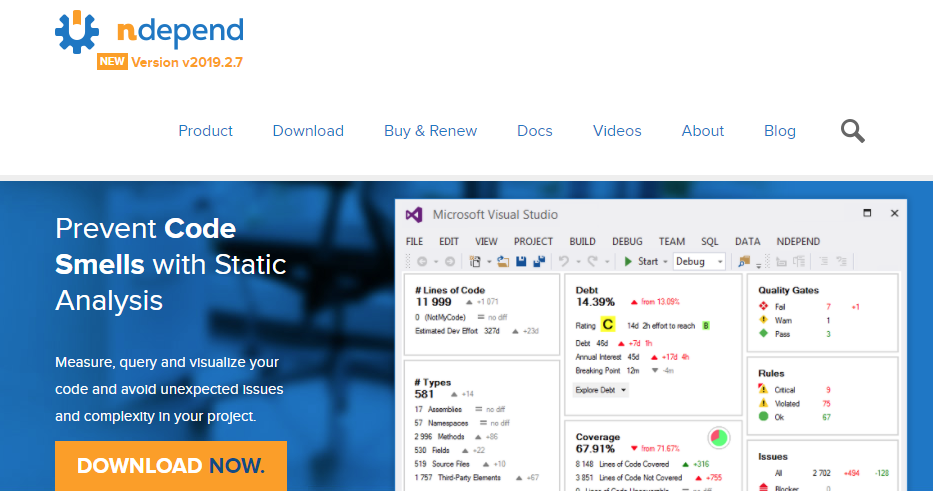 ndepend
NEW Version v2019.2.7
Product Download Buy & Renew Docs Videos About Blog
Prevent Code
Smells with Static
Analysis
Measure, query and visualize your
code and avoid unexpected issues
and complexity in your project.
DOWNLOAD NOW.
Microsoft Visual Studio
FILE EDIT VIEW PROJECT BUILD DEBUG TEAM SQL DATA NDEPEND
Start Debug
# Lines of Code
11 999 +1 071
0 (NotMyCode) no diff
Estimated Dev Effort 327d +23d
# Types
581 +14
17 Assemblies no diff
57 Namespaces no diff
2 996 Methods +86
530 Fields +22
519 Source Files +10
1 757 Third-Party Elements +67
Debt
14.39% from 13.09%
Rating C 14d 2h effort to reach B
Debt 46d +7d 1h
Annual Interest 45d +17d 4h
Breaking Point 12m -4m
Explore Debt
Coverage
67.91% from 71.67%
8 148 Lines of Code Covered +316
3 851 Lines of Code Not Covered +755
0 Lines of Code Uncoverable no diff
Quality Gates
Fail 7 +1
Warn 1
Pass 3
Rules
Critical 9
Violated 75
Ok 67
Issues
All 2 702 +494 -128
Blocker 0